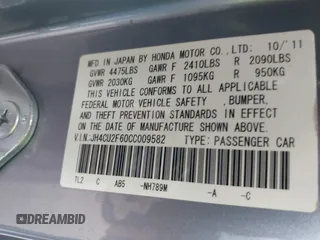 MFD IN JAPAN BY HONDA MOTOR CO., LTD: 10/'11
GVWR 4475LBS GAWR F 2410LBS R 2090LBS
GVWR 2030KG GAWR F 1095KG R 950KG
THIS VEHICLE CONFORMS TO ALL APPLICABLE
FEDERAL MOTOR VEHICLE SAFETY ,BUMPER,
AND THEFT PREVENTION STANDARDS IN
EFFECT ON THE DATE OF MANUFACTURE
SHOWN ABOVE.
V.I.N:JH4CU2F60CC009582 TYPE: PASSENGER CAR
TL2 C AB5 -NH789M -A -C
DREAMBID